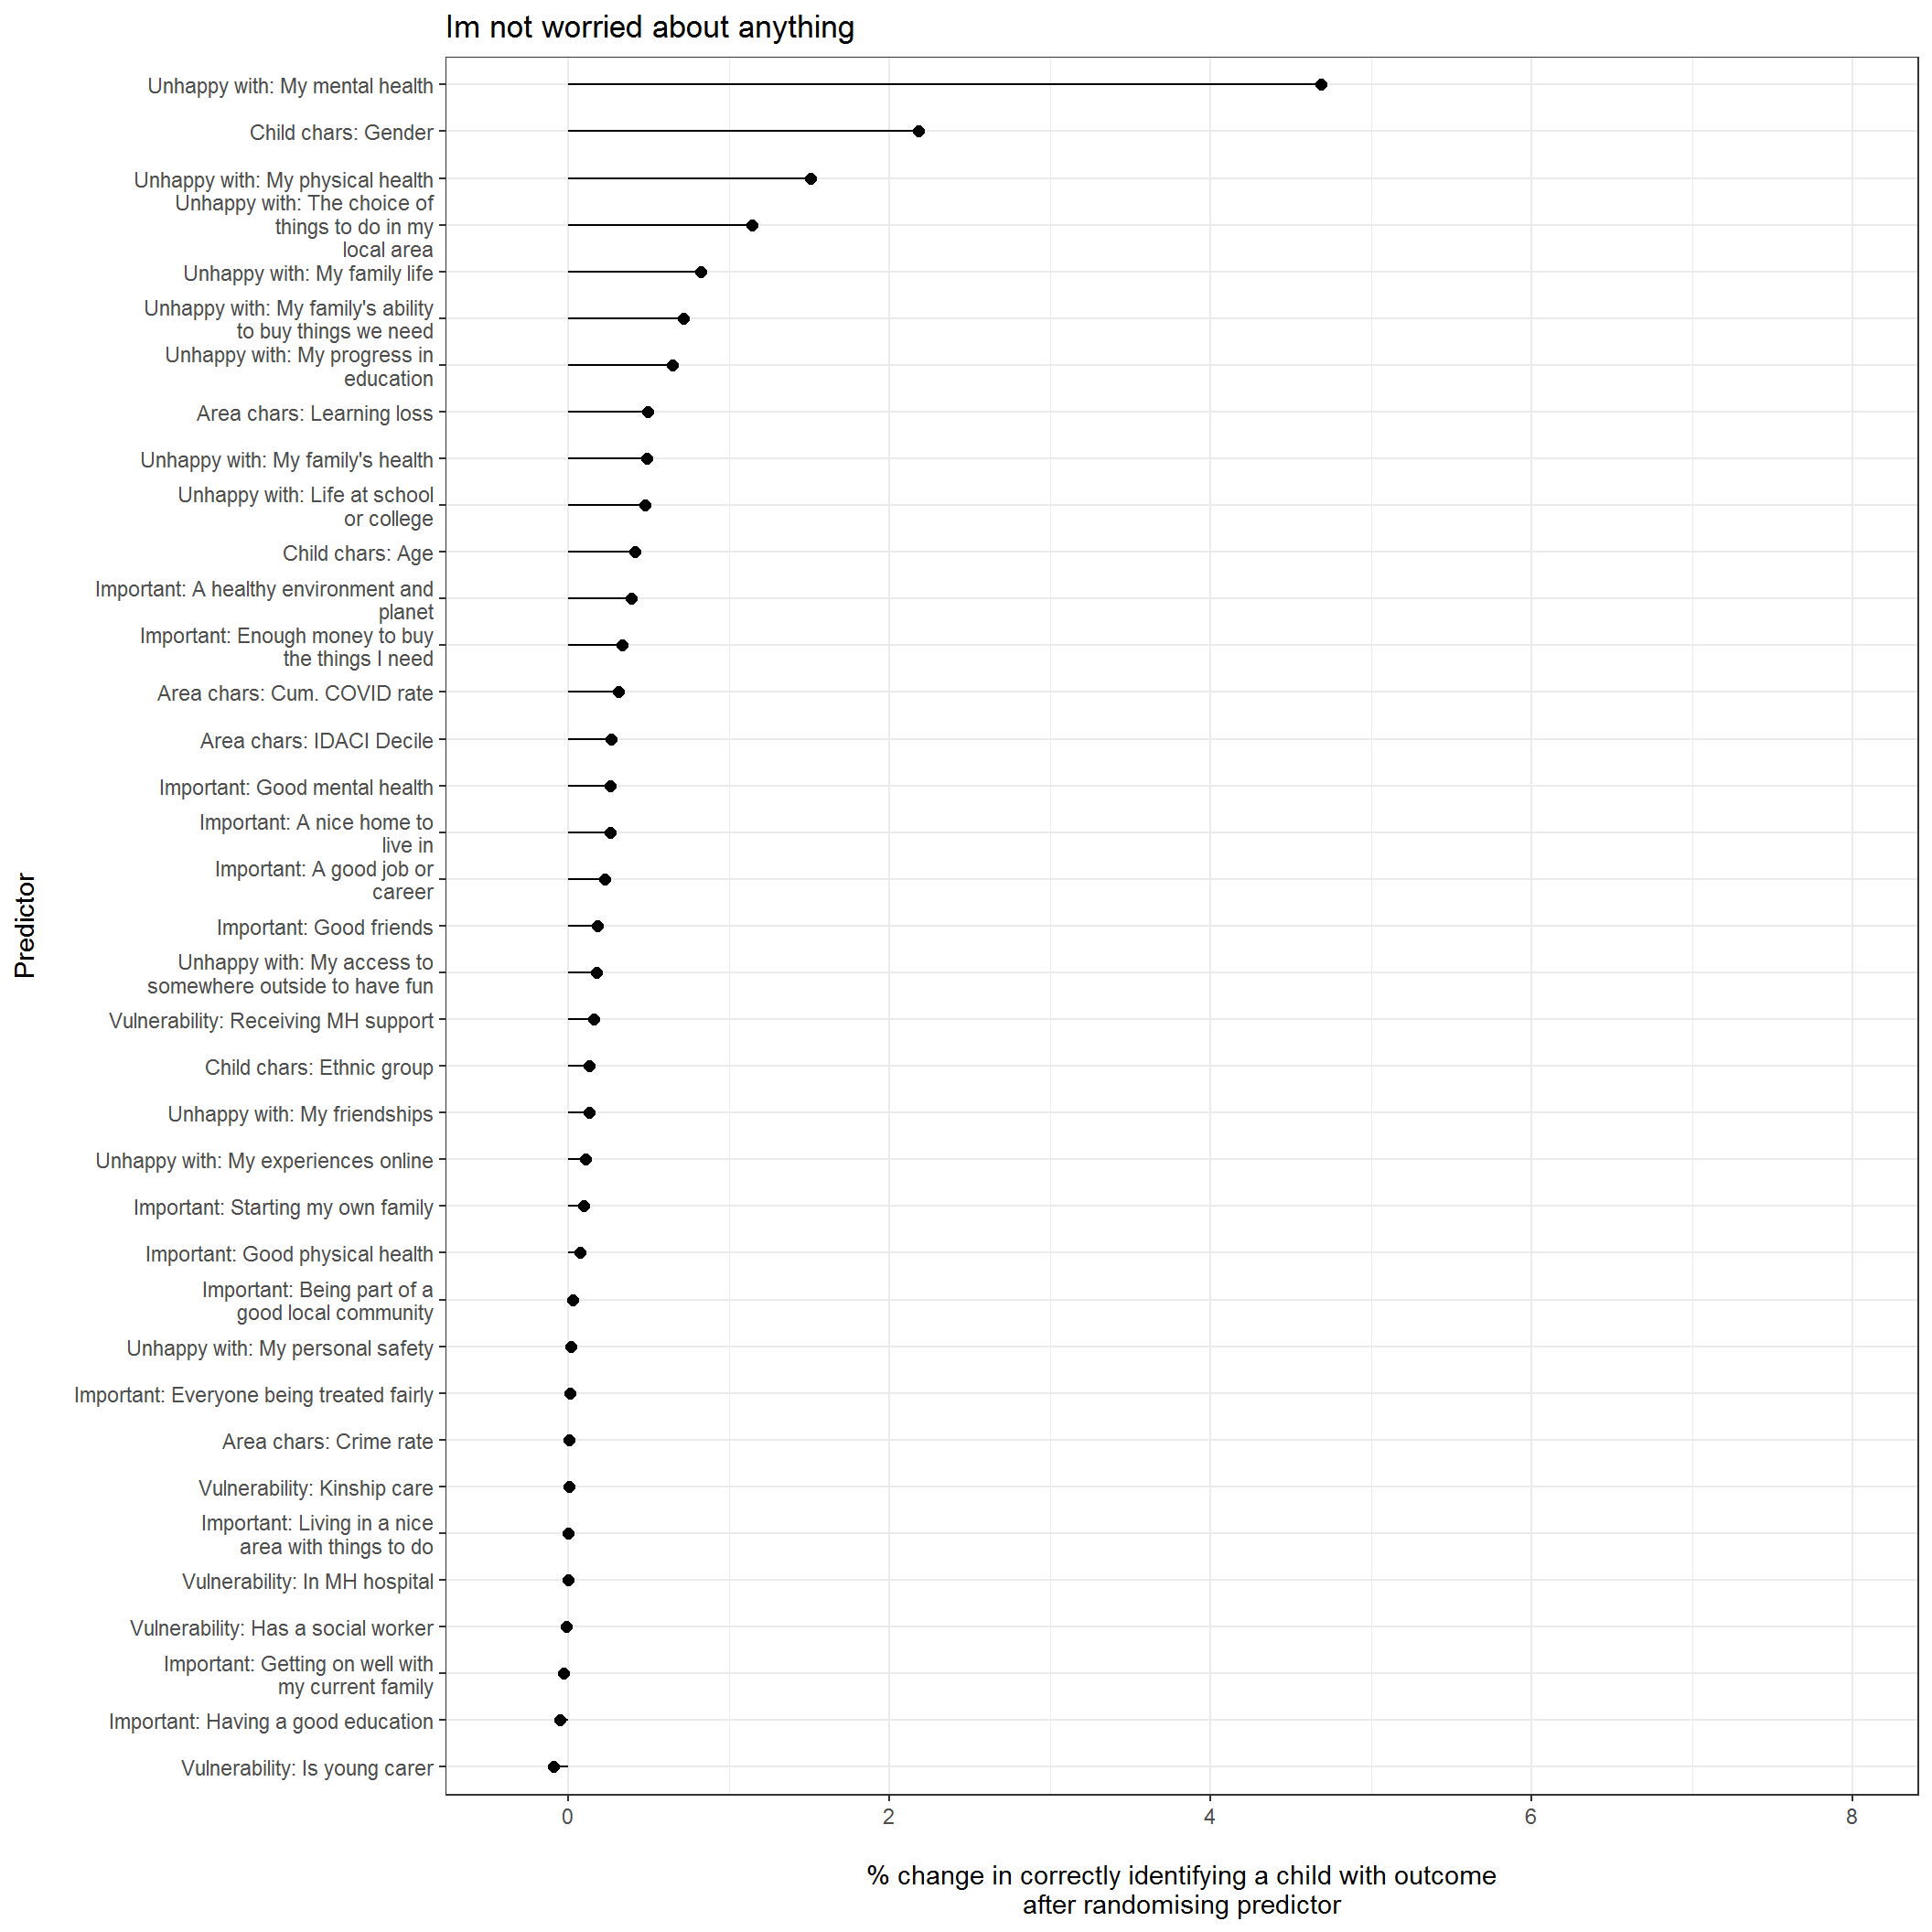 Im not worried about anything
Unhappy with: My mental health
Child chars: Gender
Unhappy with: My physical health
Unhappy with: The choice of
things to do in my
local area
Unhappy with: My family life
Unhappy with: My family's ability
to buy things we need
Unhappy with: My progress in
education
Area chars: Learning loss
Unhappy with: My family's health
Unhappy with: Life at school
or college
Child chars: Age
Important: A healthy environment and
planet
Important: Enough money to buy
the things I need
Area chars: Cum. COVID rate
Area chars: IDACI Decile
Important: Good mental health
Important: A nice home to
live in
Important: A good job or
career
Important: Good friends
Unhappy with: My access to
somewhere outside to have fun
Vulnerability: Receiving MH support
Child chars: Ethnic group
Unhappy with: My friendships
Unhappy with: My experiences online
Important: Starting my own family
Important: Good physical health
Important: Being part of a
good local community
Unhappy with: My personal safety
Important: Everyone being treated fairly
Area chars: Crime rate
Vulnerability: Kinship care
Important: Living in a nice
area with things to do
Vulnerability: In MH hospital
Vulnerability: Has a social worker
Important: Getting on well with
my current family
Important: Having a good education
Vulnerability: Is young carer
Predictor
0 2 4 6 8
% change in correctly identifying a child with outcome
after randomising predictor